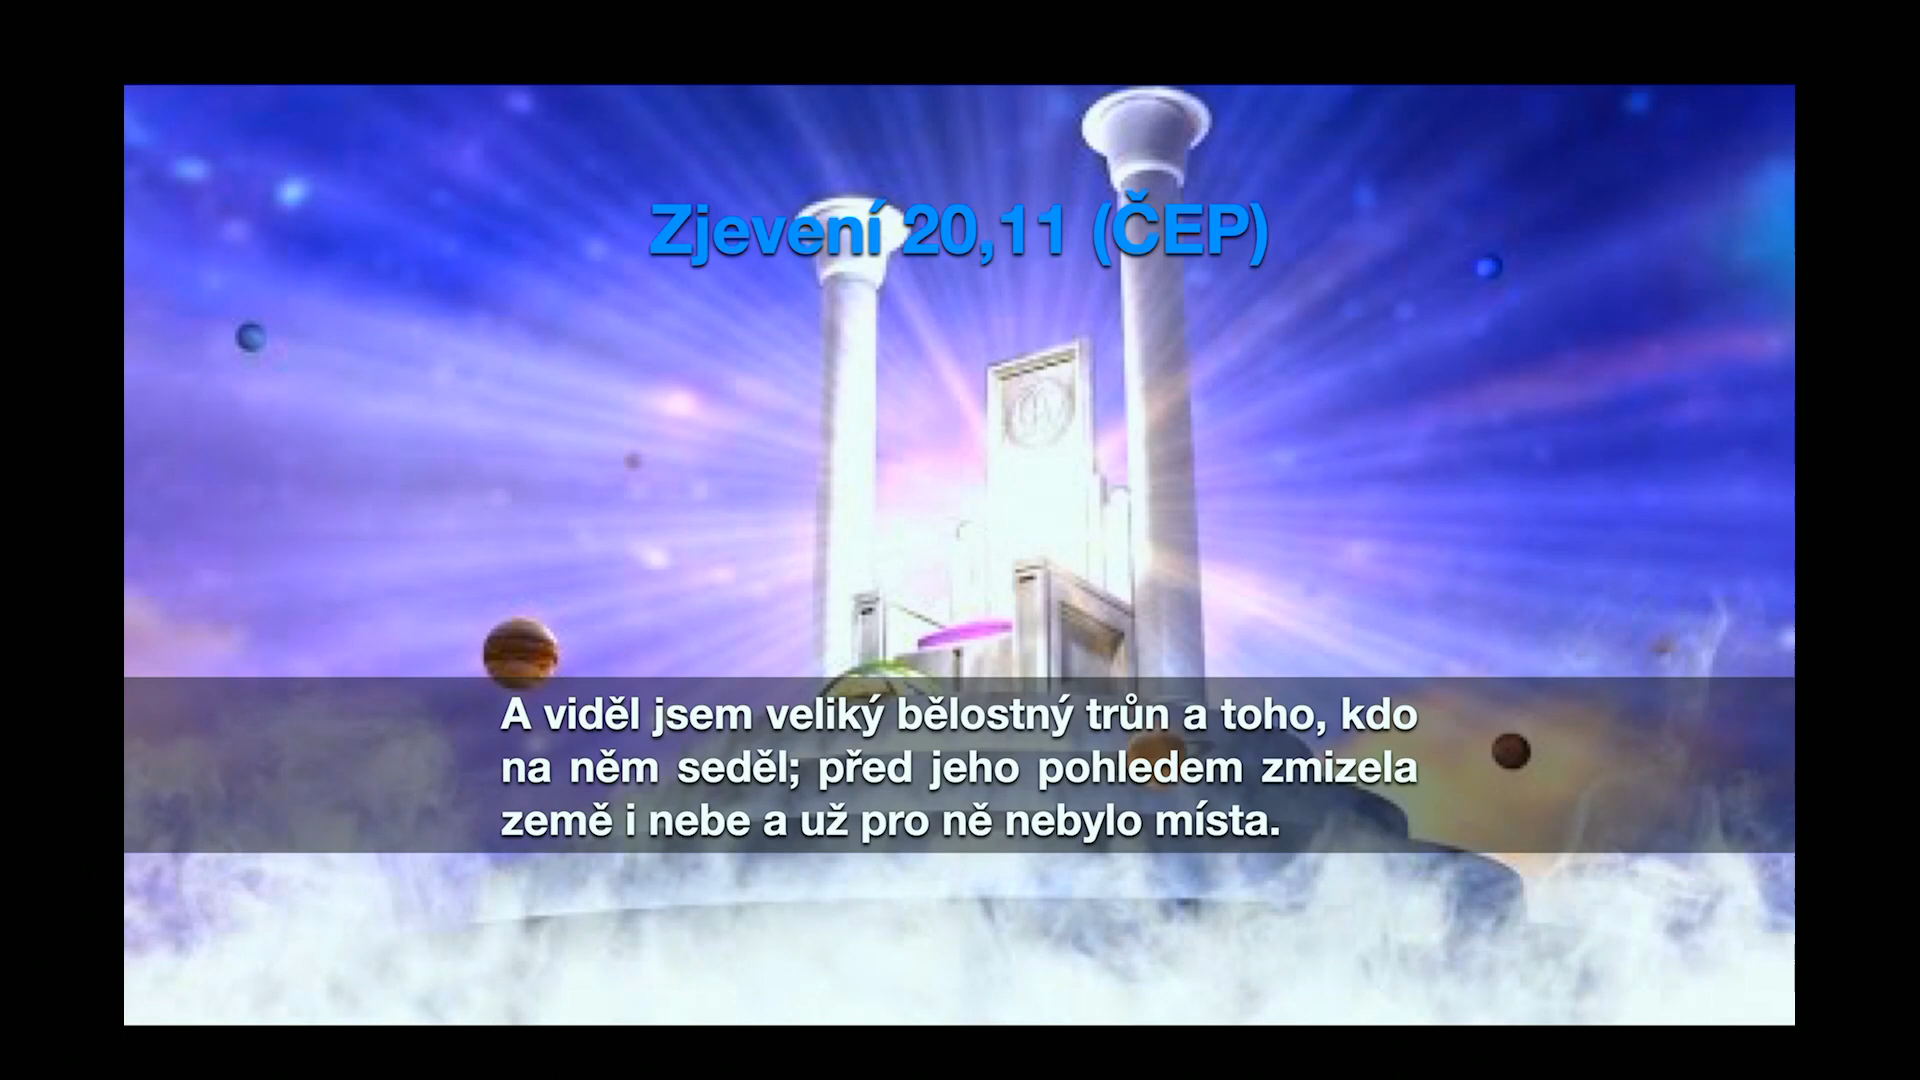 Zjevení 20,11 (ČEP)
A viděl jsem veliký bělostný trůn a toho, kdo
na něm seděl; před jeho pohledem zmizela
země i nebe a už pro ně nebylo místa.